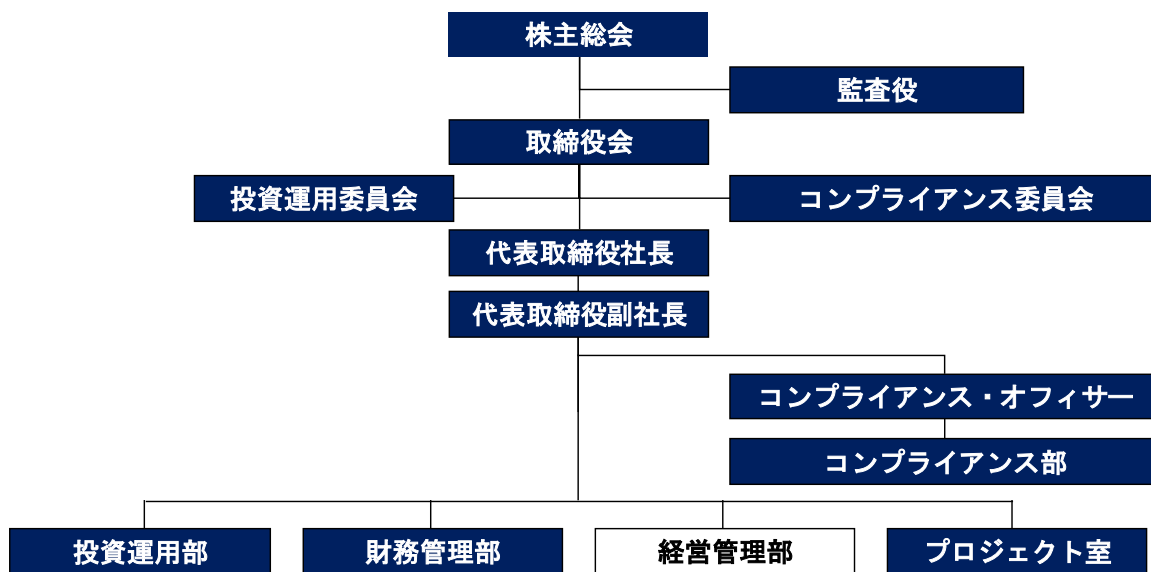 株主総会
監査役
取締役会
投資運用委員会
コンプライアンス委員会
代表取締役社長
代表取締役副社長
コンプライアンス・オフィサー
コンプライアンス部
投資運用部
財務管理部
経営管理部
プロジェクト室